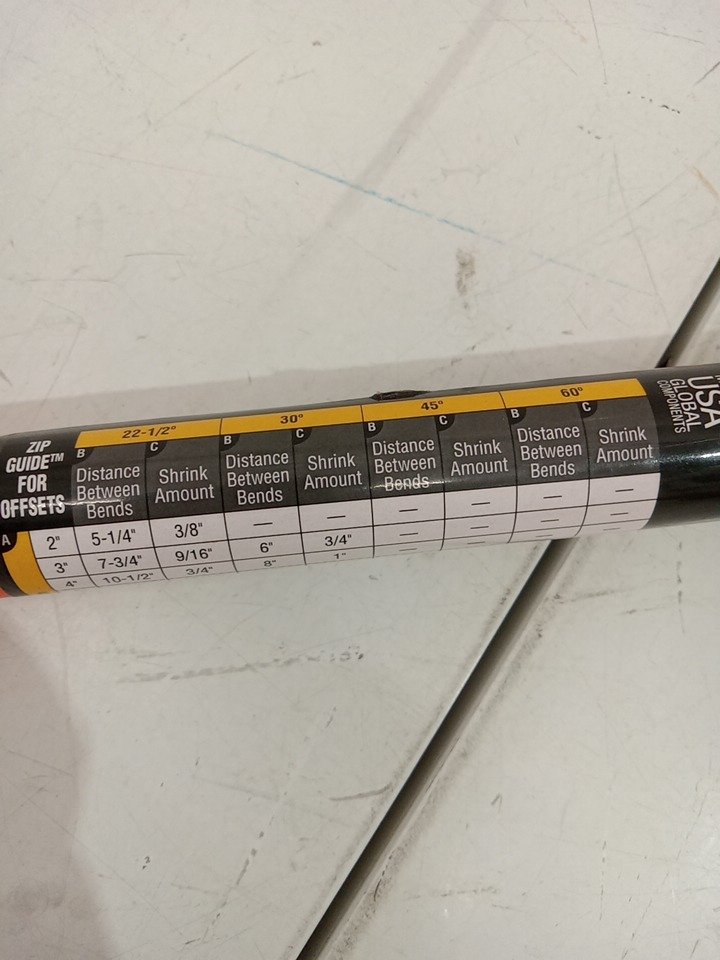 ZIP
GUIDE™
FOR
OFFSETS
22-1/2° 30° 45° 60°
B Distance Between Bends C Shrink Amount B Distance Between Bends C Shrink Amount B Distance Between Bends C Shrink Amount B Distance Between Bends C Shrink Amount
A 2" 5-1/4" 3/8" — — — — — —
3" 7-3/4" 9/16" 6" 3/4" — — — —
4" 10-1/2" 3/4" 8" 1" — — — —
USA
GLOBAL
COMPONENTS